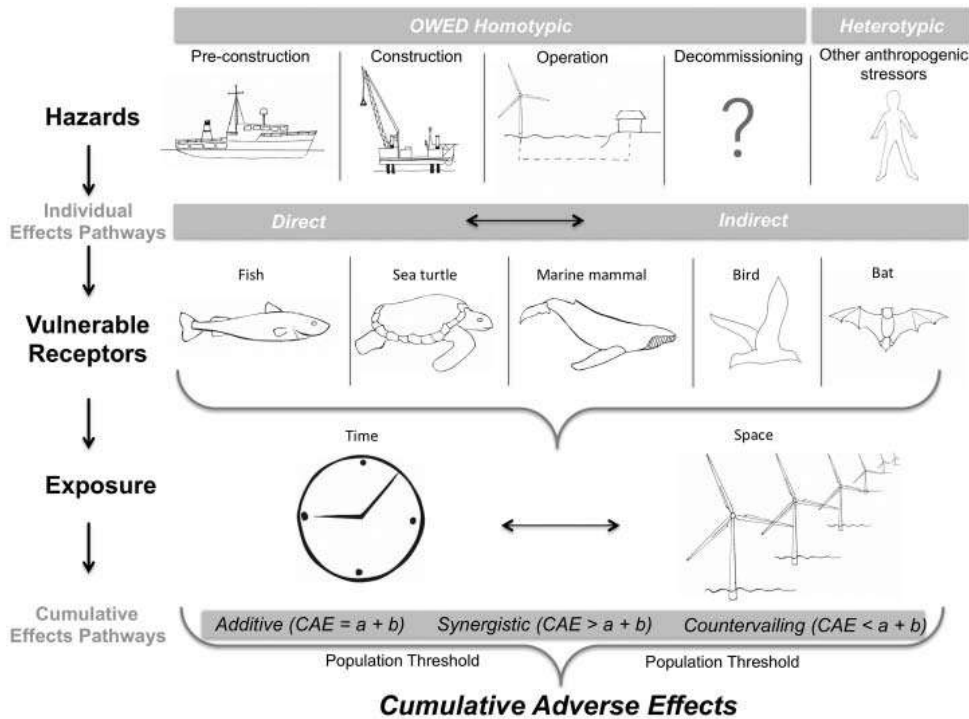 OWED Homotypic
Heterotypic
Pre-construction
Construction
Operation
Decommissioning
Other anthropogenic
stressors
Hazards
?
Individual
Effects Pathways
Direct
Indirect
Fish
Sea turtle
Marine mammal
Bird
Bat
Vulnerable
Receptors
Time
Space
Exposure
Cumulative
Effects Pathways
Additive (CAE = a + b)
Synergistic (CAE > a + b)
Countervailing (CAE < a + b)
Population Threshold
Population Threshold
Cumulative Adverse Effects